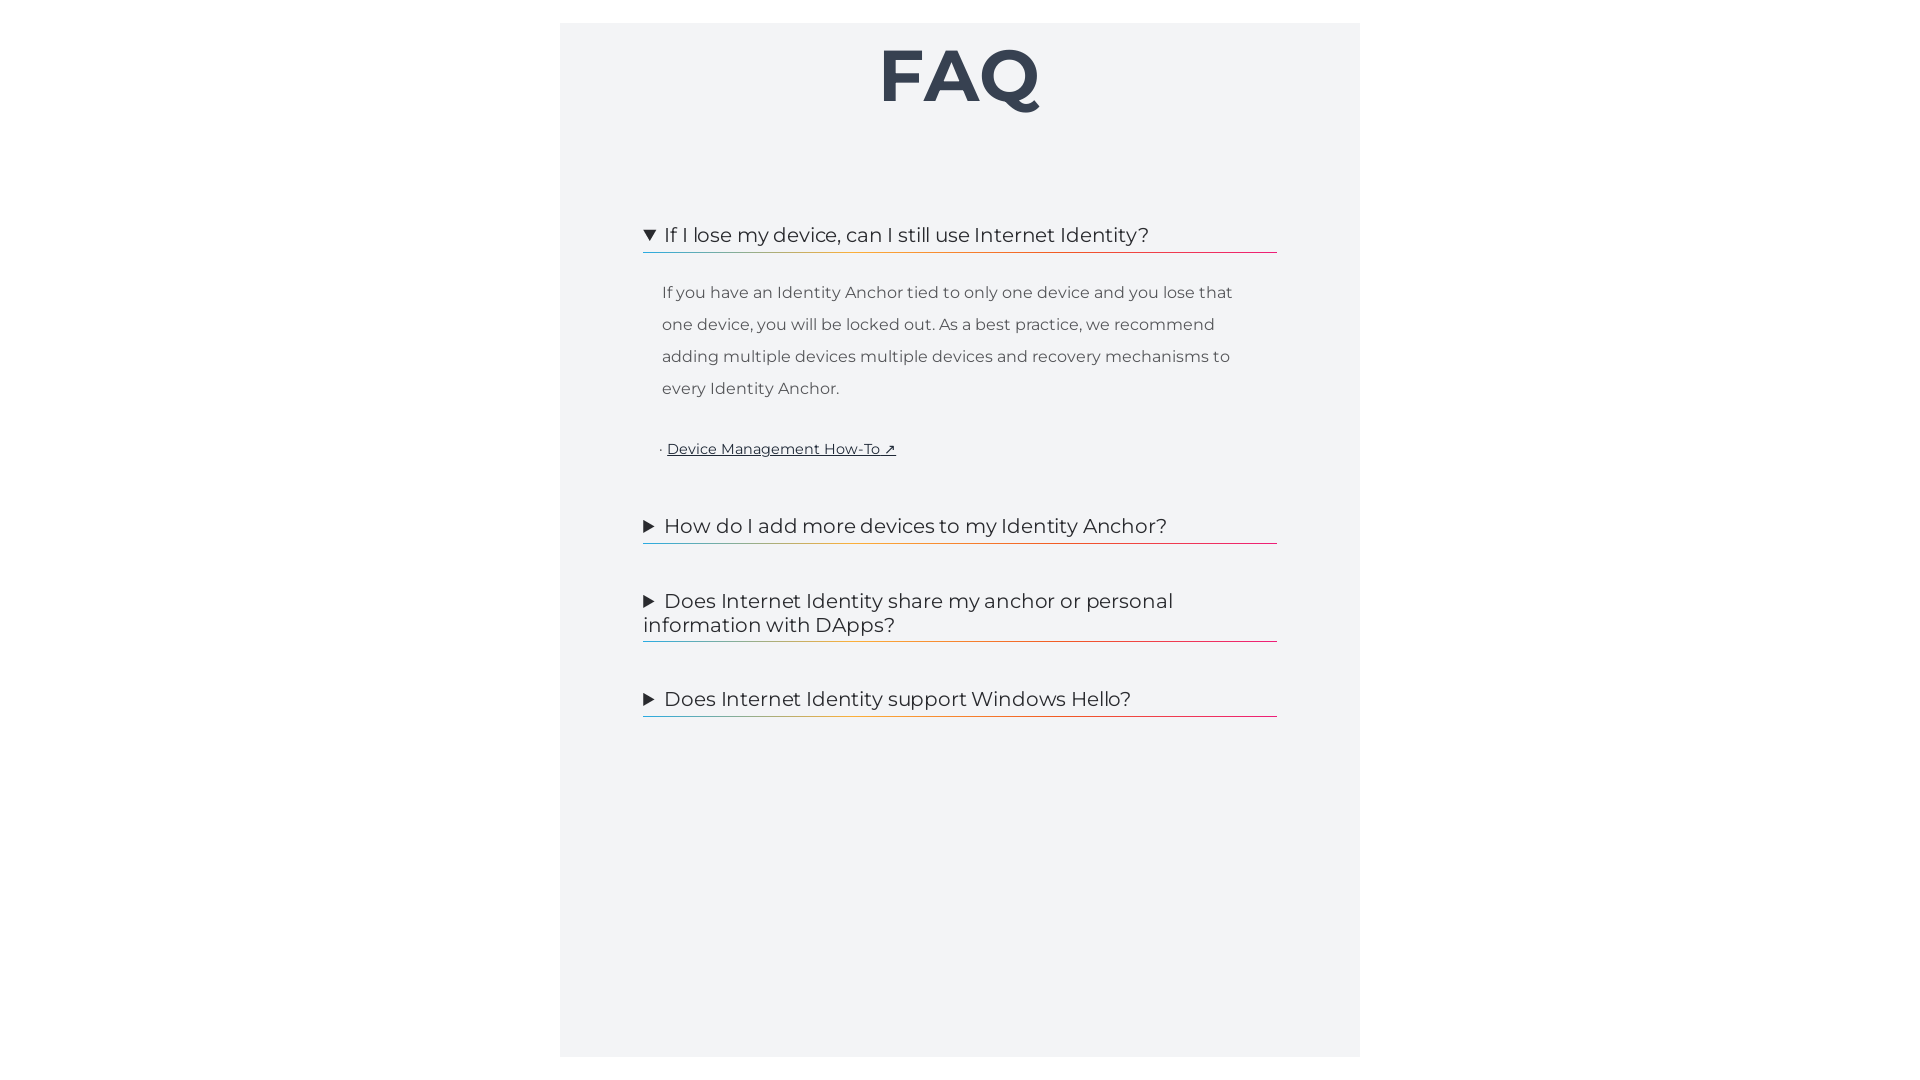 FAQ
▼ If I lose my device, can I still use Internet Identity?
If you have an Identity Anchor tied to only one device and you lose that
one device, you will be locked out. As a best practice, we recommend
adding multiple devices multiple devices and recovery mechanisms to
every Identity Anchor.
· Device Management How-To ↗
▶ How do I add more devices to my Identity Anchor?
▶ Does Internet Identity share my anchor or personal
information with DApps?
▶ Does Internet Identity support Windows Hello?